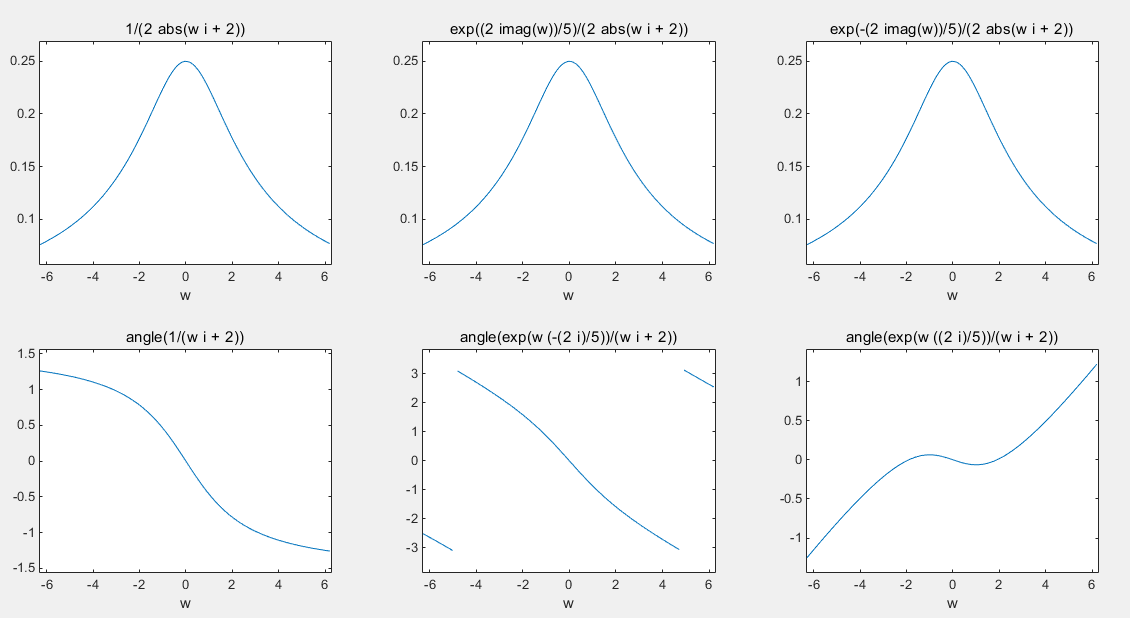 1/(2 abs(w i + 2))
0.25
0.2
0.15
0.1
-6 -4 -2 0 2 4 6
w
exp((2 imag(w))/5)/(2 abs(w i + 2))
0.25
0.2
0.15
0.1
-6 -4 -2 0 2 4 6
w
exp(-(2 imag(w))/5)/(2 abs(w i + 2))
0.25
0.2
0.15
0.1
-6 -4 -2 0 2 4 6
w
angle(1/(w i + 2))
1.5
1
0.5
0
-0.5
-1
-1.5
-6 -4 -2 0 2 4 6
w
angle(exp(w (-(2 i)/5))/(w i + 2))
3
2
1
0
-1
-2
-3
-6 -4 -2 0 2 4 6
w
angle(exp(w ((2 i)/5))/(w i + 2))
1
0.5
0
-0.5
-1
-6 -4 -2 0 2 4 6
w